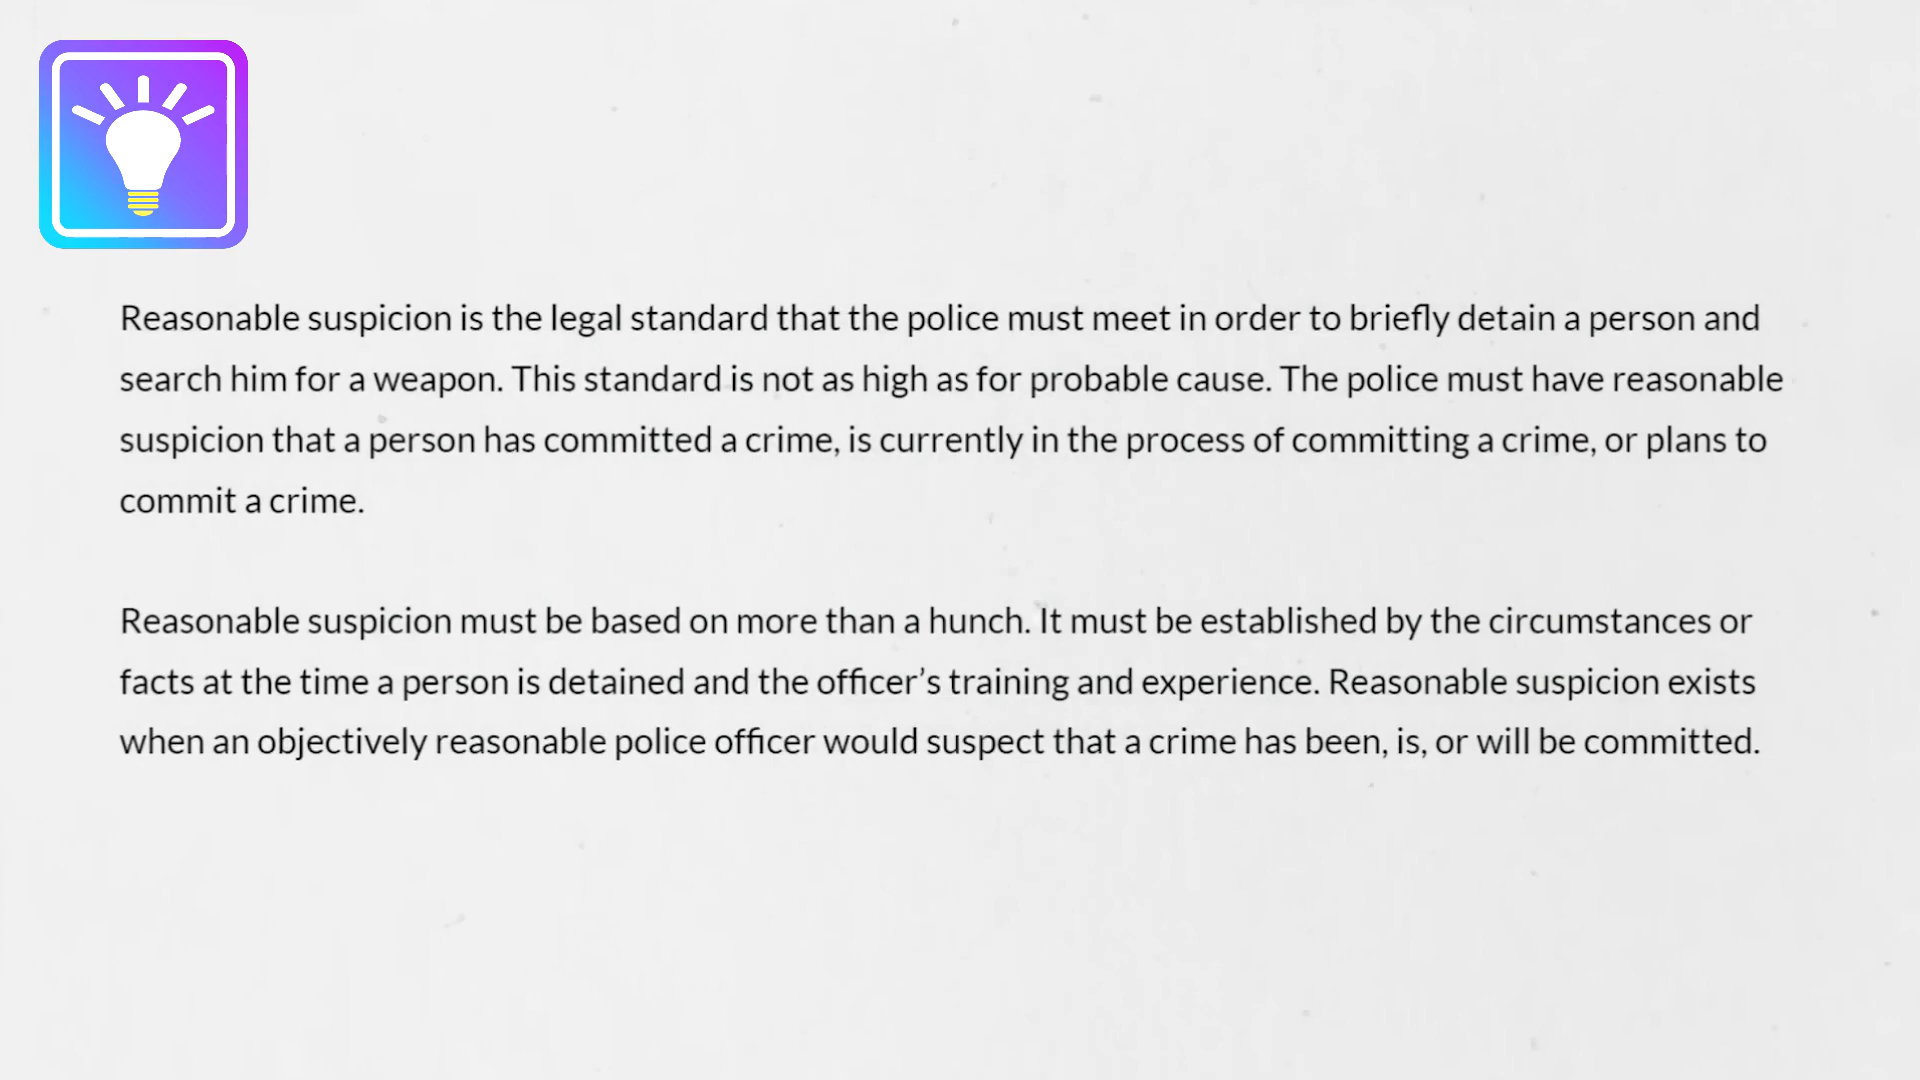 Reasonable suspicion is the legal standard that the police must meet in order to briefly detain a person and
search him for a weapon. This standard is not as high as for probable cause. The police must have reasonable
suspicion that a person has committed a crime, is currently in the process of committing a crime, or plans to
commit a crime.
Reasonable suspicion must be based on more than a hunch. It must be established by the circumstances or
facts at the time a person is detained and the officer’s training and experience. Reasonable suspicion exists
when an objectively reasonable police officer would suspect that a crime has been, is, or will be committed.